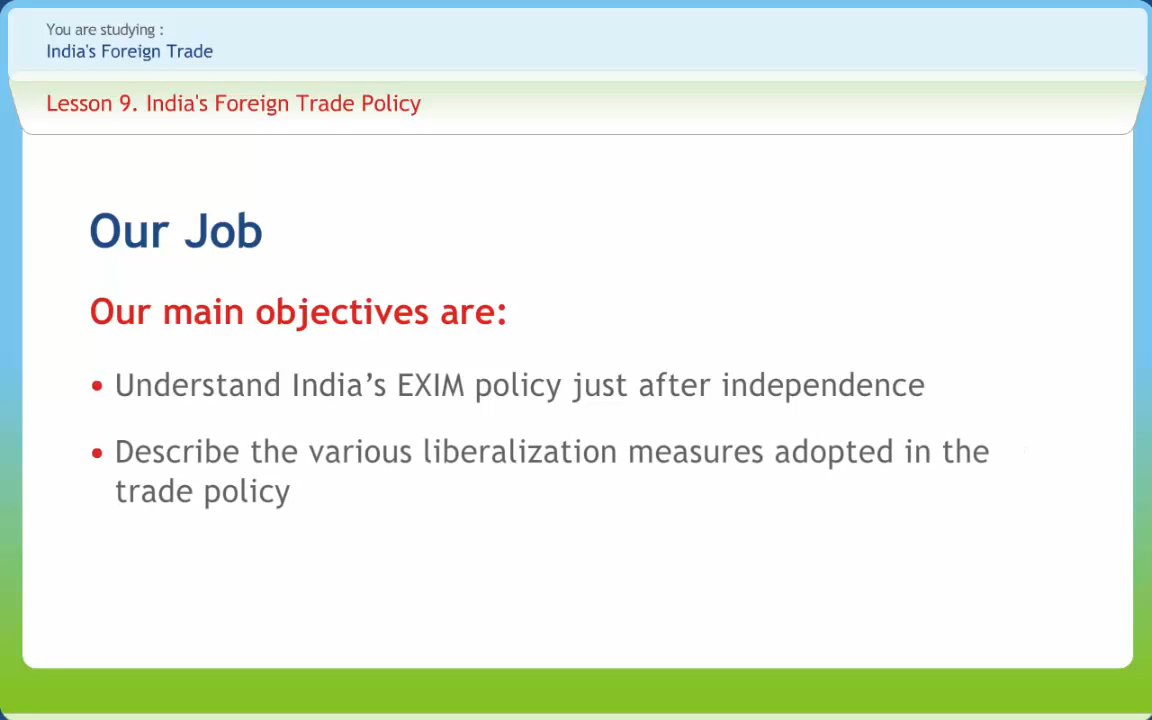 You are studying :
India's Foreign Trade
Lesson 9. India's Foreign Trade Policy
Our Job
Our main objectives are:
• Understand India’s EXIM policy just after independence
• Describe the various liberalization measures adopted in the
trade policy